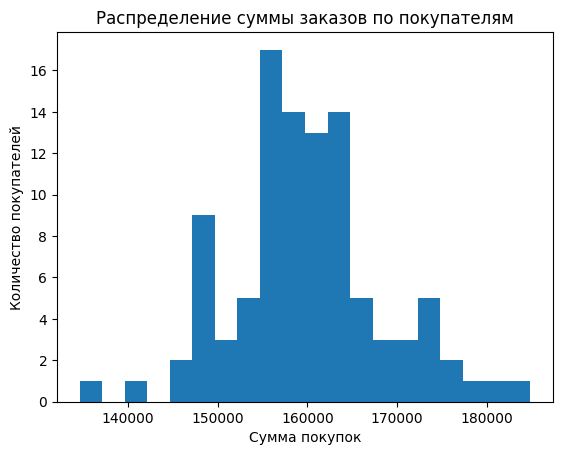 Распределение суммы заказов по покупателям
Количество покупателей
16
14
12
10
8
6
4
2
0
140000 150000 160000 170000 180000
Сумма покупок